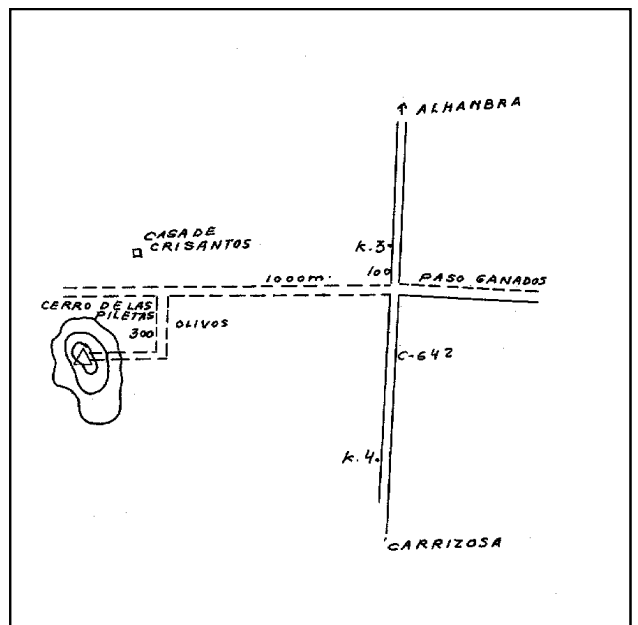 ALHAMBRA
CASA DE
CRISANTOS
K.3
1000m.
100
PASO GANADOS
CERRO DE LAS
PILETAS
300
OLIVOS
C-642
K.4
CARRIZOSA